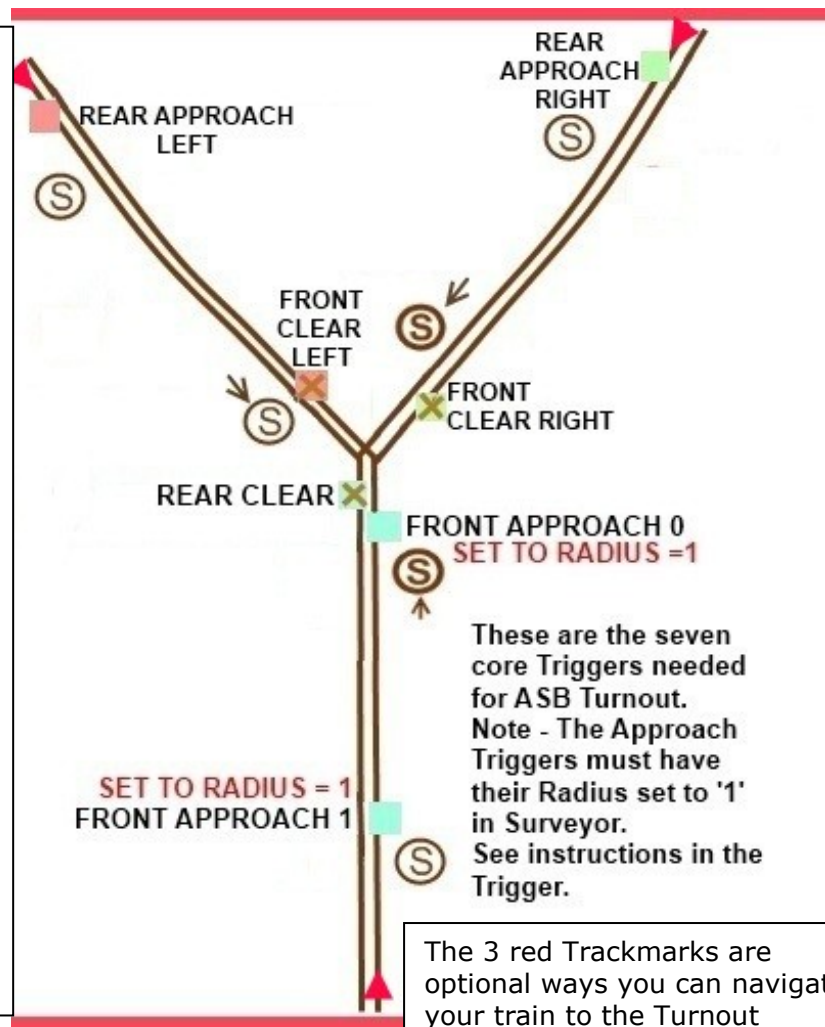 REAR
APPROACH
RIGHT
S
REAR APPROACH
LEFT
S
FRONT
CLEAR
LEFT
S
S
FRONT
CLEAR RIGHT
REAR CLEAR
FRONT APPROACH 0
SET TO RADIUS =1
S
These are the seven
core Triggers needed
for ASB Turnout.
Note - The Approach
Triggers must have
their Radius set to '1'
in Surveyor.
See instructions in the
Trigger.
SET TO RADIUS = 1
FRONT APPROACH 1
S
The 3 red Trackmarks are
optional ways you can navigat
your train to the Turnout